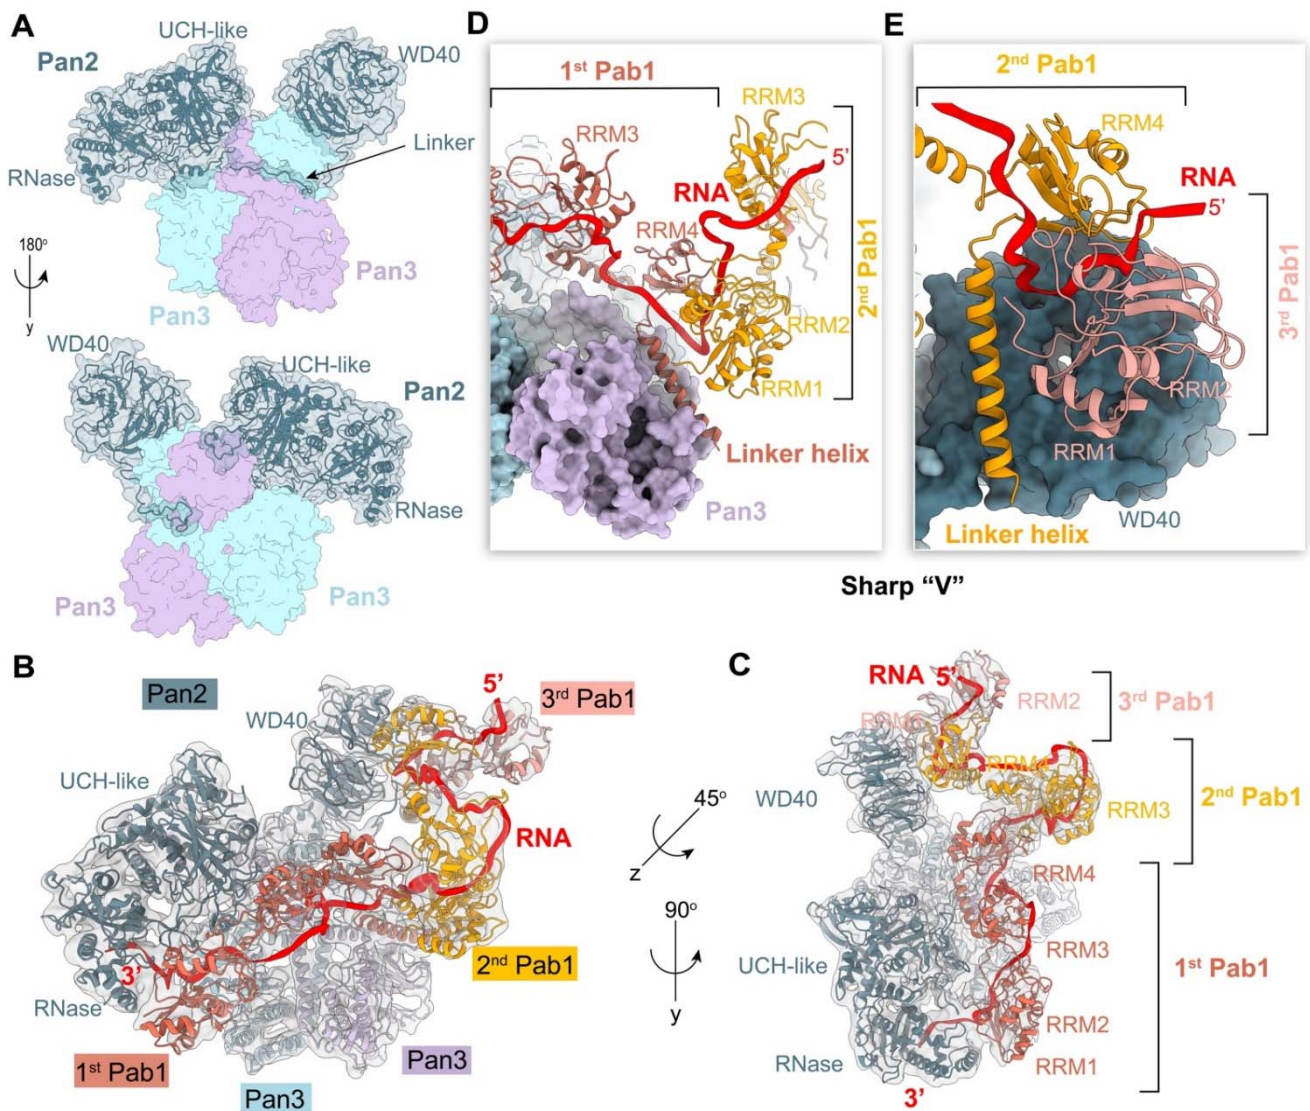 A
UCH-like
WD40
Pan2
Linker
RNase
Pan3
Pan3
180°
y
WD40
UCH-like
Pan2
RNase
Pan3
Pan3
D
1st Pab1
RRM3
RRM3
5’
RNA
RRM4
2nd Pab1
RRM2
RRM1
Linker helix
Pan3
E
2nd Pab1
RRM4
RNA
5’
3rd Pab1
RRM2
RRM1
WD40
Linker helix
Sharp “V”
B
Pan2
5’
3rd Pab1
WD40
UCH-like
RNA
3’
2nd Pab1
RNase
Pan3
1st Pab1
Pan3
45°
z
90°
y
C
RNA 5’
RRM2
3rd Pab1
RRM1
RRM4
2nd Pab1
WD40
RRM3
RRM4
UCH-like
RRM3
1st Pab1
RRM2
RNase
RRM1
3’